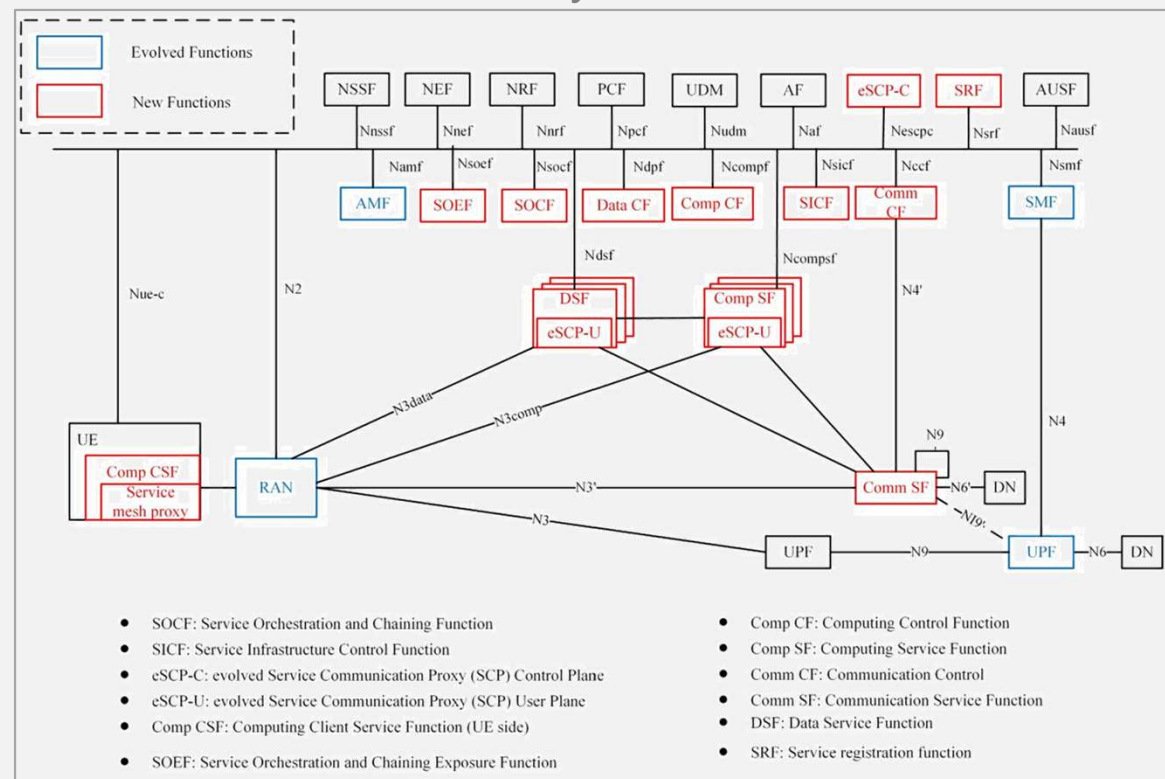 Evolved Functions
New Functions
NSSF
NEF
NRF
PCF
UDM
AF
eSCP-C
SRF
AUSF
Nnssf
Nnef
Nnrf
Npcf
Nudm
Naf
Nescpc
Nsrf
Nausf
Namf
Nsoef
Nsocf
Ndpf
Ncompf
Nsicf
Nccf
Nsmf
AMF
SOEF
SOCF
Data CF
Comp CF
SICF
Comm
CF
SMF
Nue-c
N2
Ndsf
Ncompsf
N4'
DSF
eSCP-U
Comp SF
eSCP-U
N3data
N3comp
N4
N9
UE
Comp CSF
Service
mesh proxy
RAN
N3'
Comm SF
N6'
DN
N3
NI9'
UPF
N9
UPF
N6
DN
• SOCF: Service Orchestration and Chaining Function
• SICF: Service Infrastructure Control Function
• eSCP-C: evolved Service Communication Proxy (SCP) Control Plane
• eSCP-U: evolved Service Communication Proxy (SCP) User Plane
• Comp CSF: Computing Client Service Function (UE side)
• SOEF: Service Orchestration and Chaining Exposure Function
• Comp CF: Computing Control Function
• Comp SF: Computing Service Function
• Comm CF: Communication Control
• Comm SF: Communication Service Function
• DSF: Data Service Function
• SRF: Service registration function